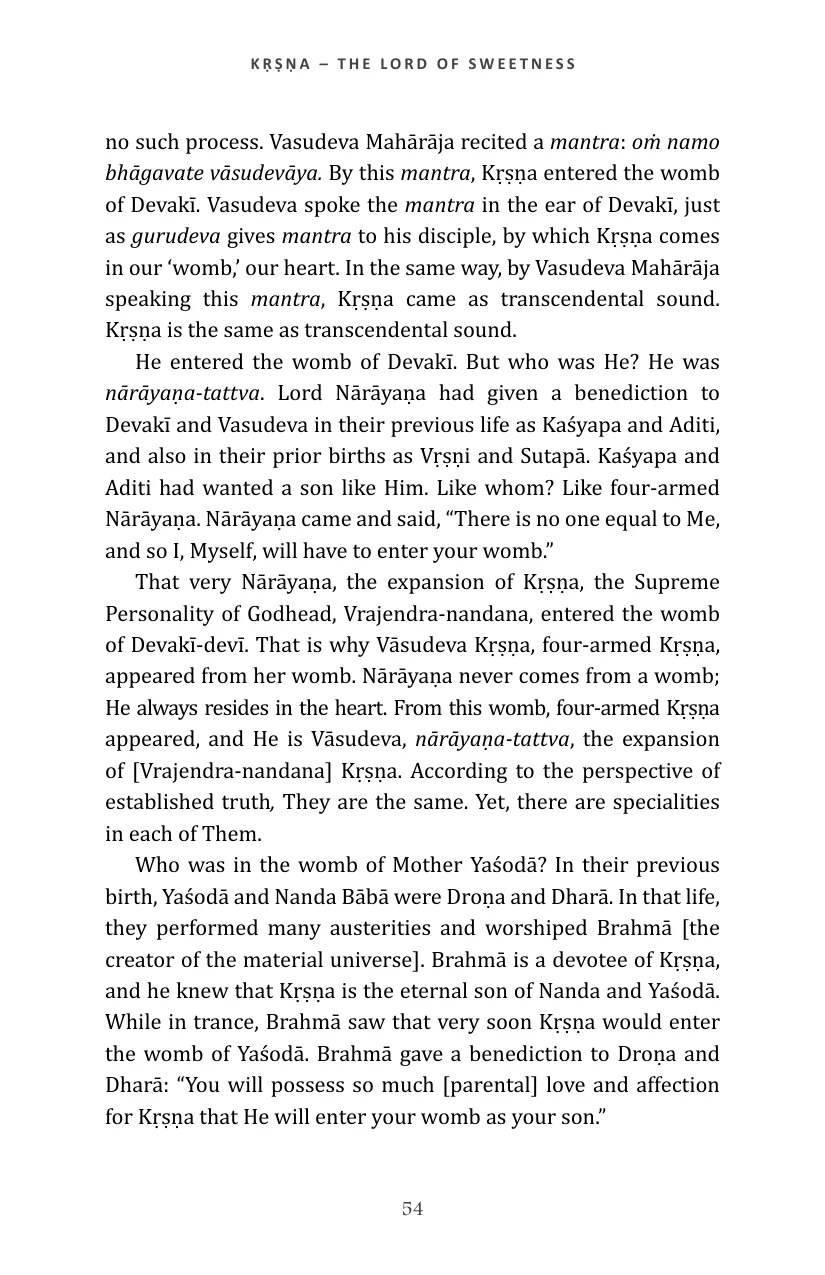 KṚṢṆA – THE LORD OF SWEETNESS
no such process. Vasudeva Mahārāja recited a mantra: oṁ namo
bhāgavate vāsudevāya. By this mantra, Kṛṣṇa entered the womb
of Devakī. Vasudeva spoke the mantra in the ear of Devakī, just
as gurudeva gives mantra to his disciple, by which Kṛṣṇa comes
in our ‘womb,’ our heart. In the same way, by Vasudeva Mahārāja
speaking this mantra, Kṛṣṇa came as transcendental sound.
Kṛṣṇa is the same as transcendental sound.
He entered the womb of Devakī. But who was He? He was
nārāyaṇa-tattva. Lord Nārāyaṇa had given a benediction to
Devakī and Vasudeva in their previous life as Kaśyapa and Aditi,
and also in their prior births as Vṛṣṇi and Sutapā. Kaśyapa and
Aditi had wanted a son like Him. Like whom? Like four-armed
Nārāyaṇa. Nārāyaṇa came and said, “There is no one equal to Me,
and so I, Myself, will have to enter your womb.”
That very Nārāyaṇa, the expansion of Kṛṣṇa, the Supreme
Personality of Godhead, Vrajendra-nandana, entered the womb
of Devakī-devī. That is why Vāsudeva Kṛṣṇa, four-armed Kṛṣṇa,
appeared from her womb. Nārāyaṇa never comes from a womb;
He always resides in the heart. From this womb, four-armed Kṛṣṇa
appeared, and He is Vāsudeva, nārāyaṇa-tattva, the expansion
of [Vrajendra-nandana] Kṛṣṇa. According to the perspective of
established truth, They are the same. Yet, there are specialities
in each of Them.
Who was in the womb of Mother Yaśodā? In their previous
birth, Yaśodā and Nanda Bābā were Droṇa and Dharā. In that life,
they performed many austerities and worshiped Brahmā [the
creator of the material universe]. Brahmā is a devotee of Kṛṣṇa,
and he knew that Kṛṣṇa is the eternal son of Nanda and Yaśodā.
While in trance, Brahmā saw that very soon Kṛṣṇa would enter
the womb of Yaśodā. Brahmā gave a benediction to Droṇa and
Dharā: “You will possess so much [parental] love and affection
for Kṛṣṇa that He will enter your womb as your son.”
54